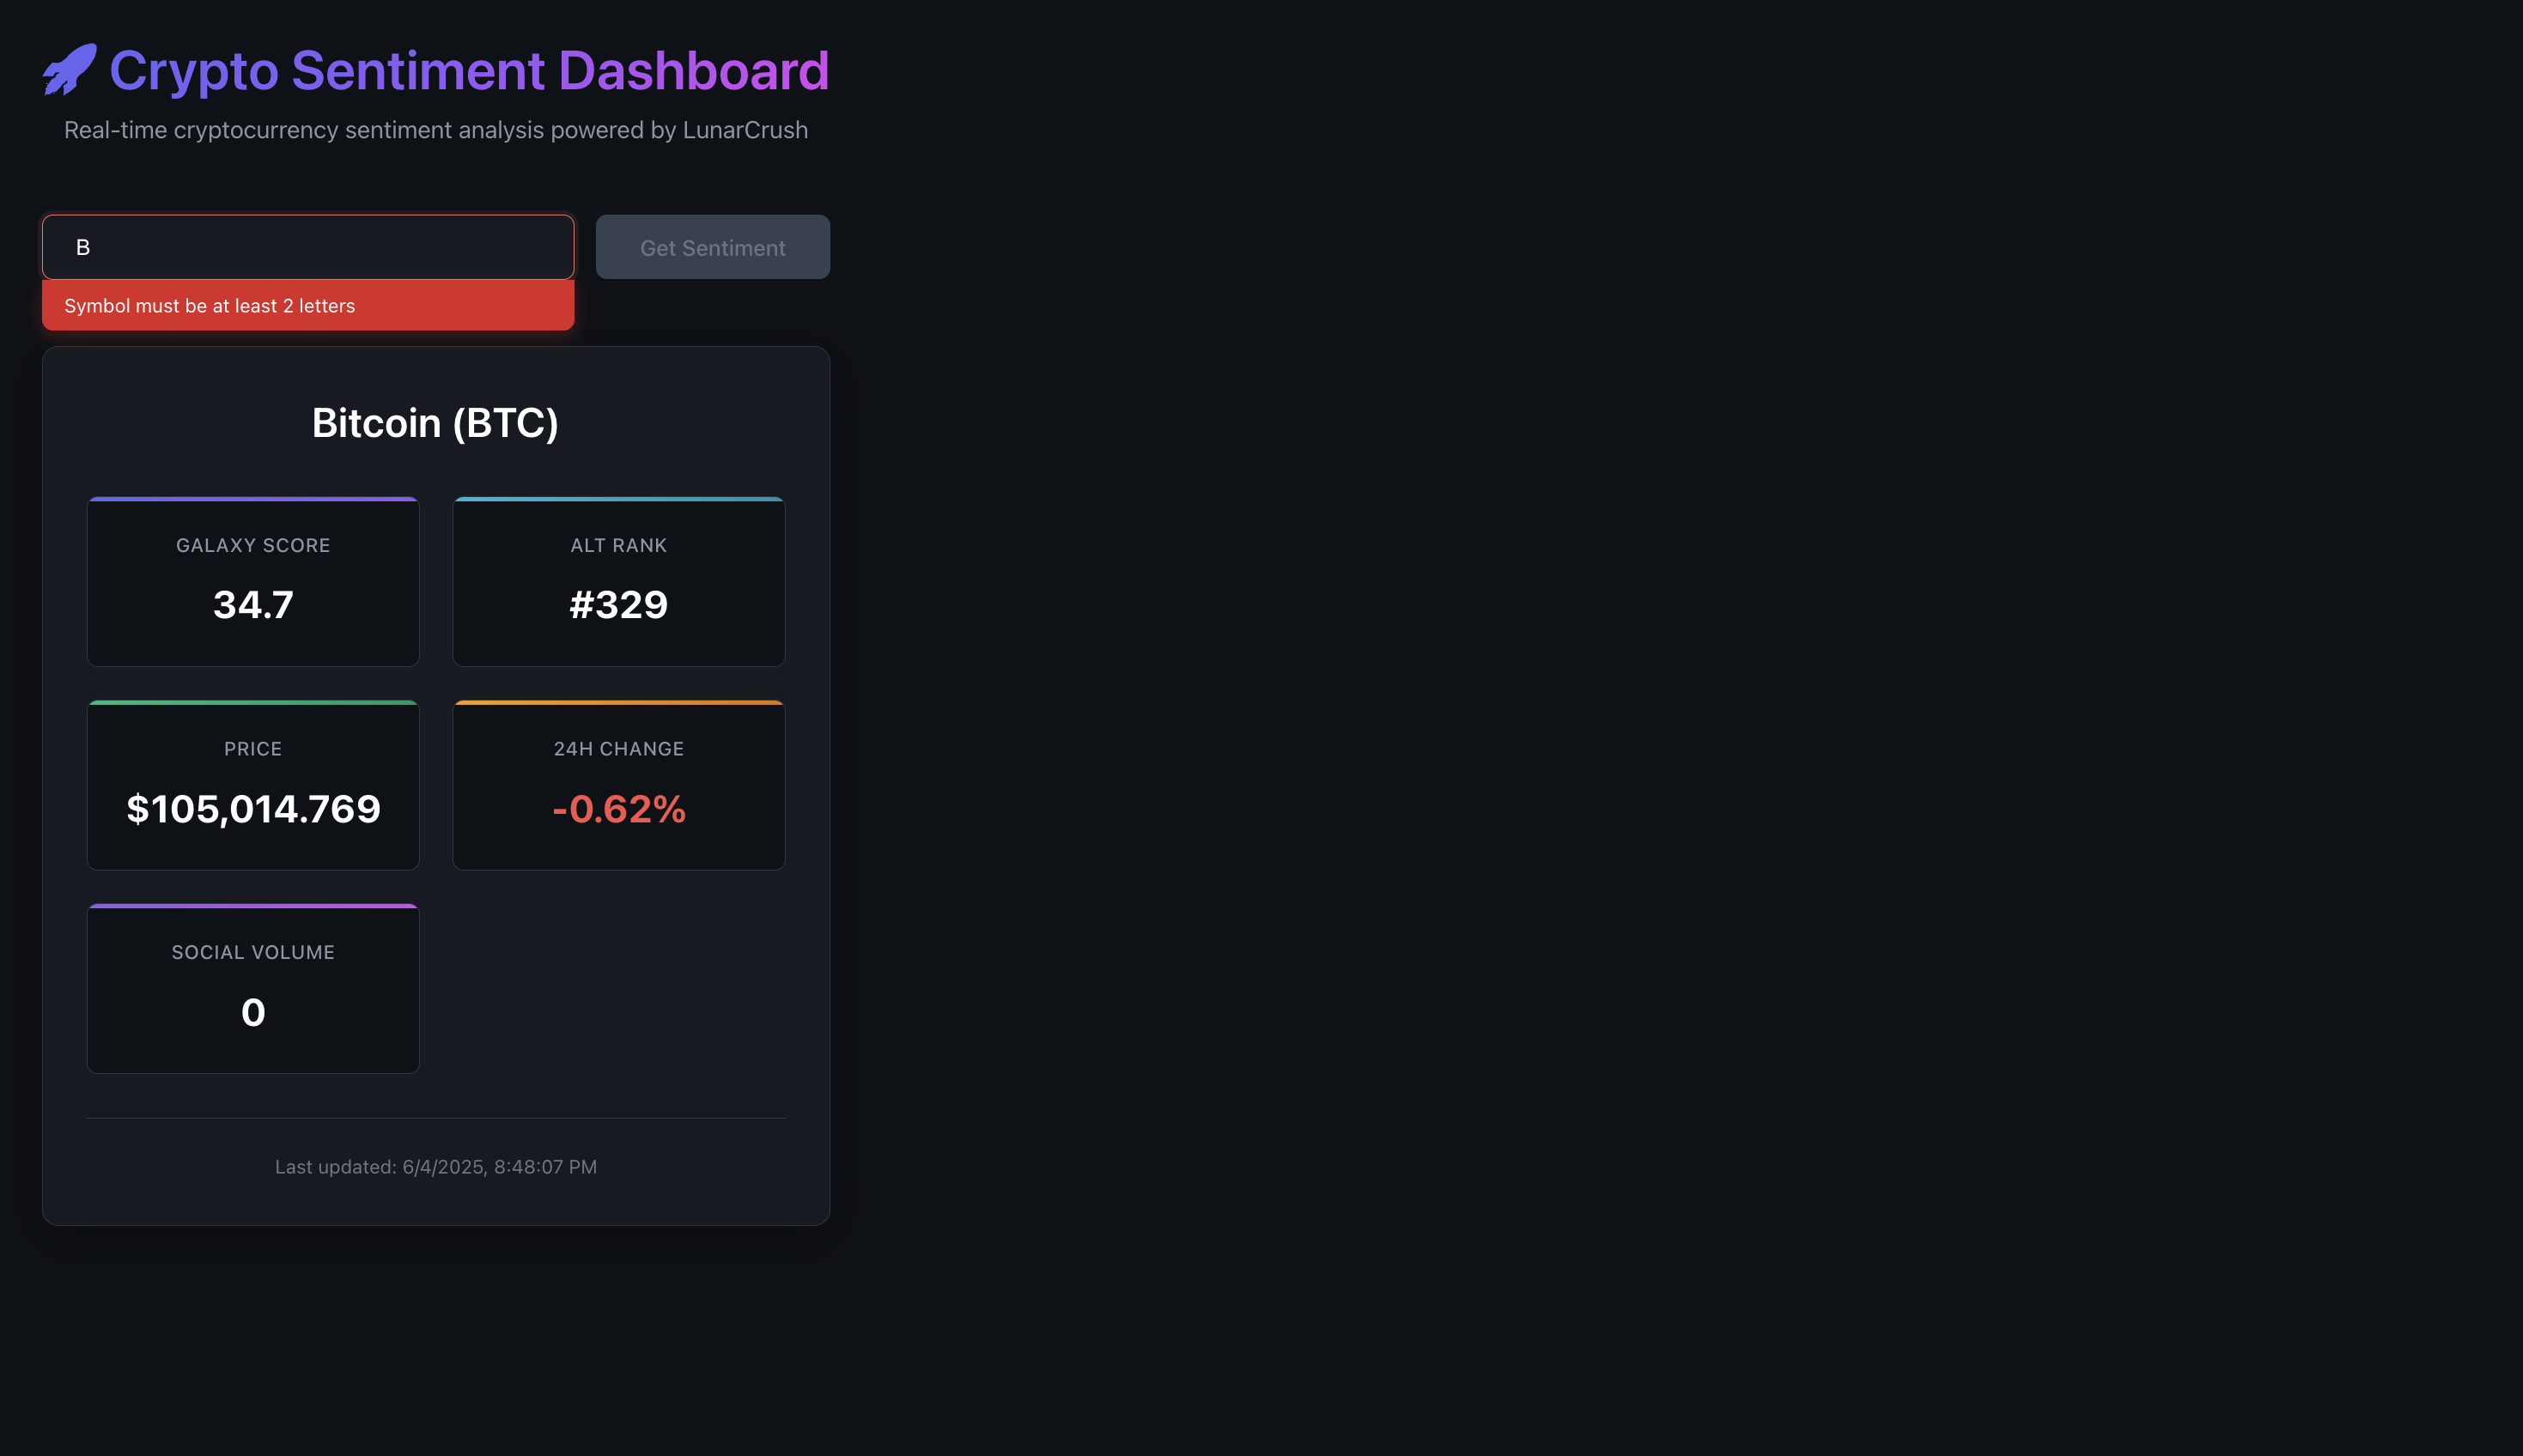 Crypto Sentiment Dashboard
Real-time cryptocurrency sentiment analysis powered by LunarCrush
B
Get Sentiment
Symbol must be at least 2 letters
Bitcoin (BTC)
GALAXY SCORE
34.7
ALT RANK
#329
PRICE
$105,014.769
24H CHANGE
-0.62%
SOCIAL VOLUME
0
Last updated: 6/4/2025, 8:48:07 PM